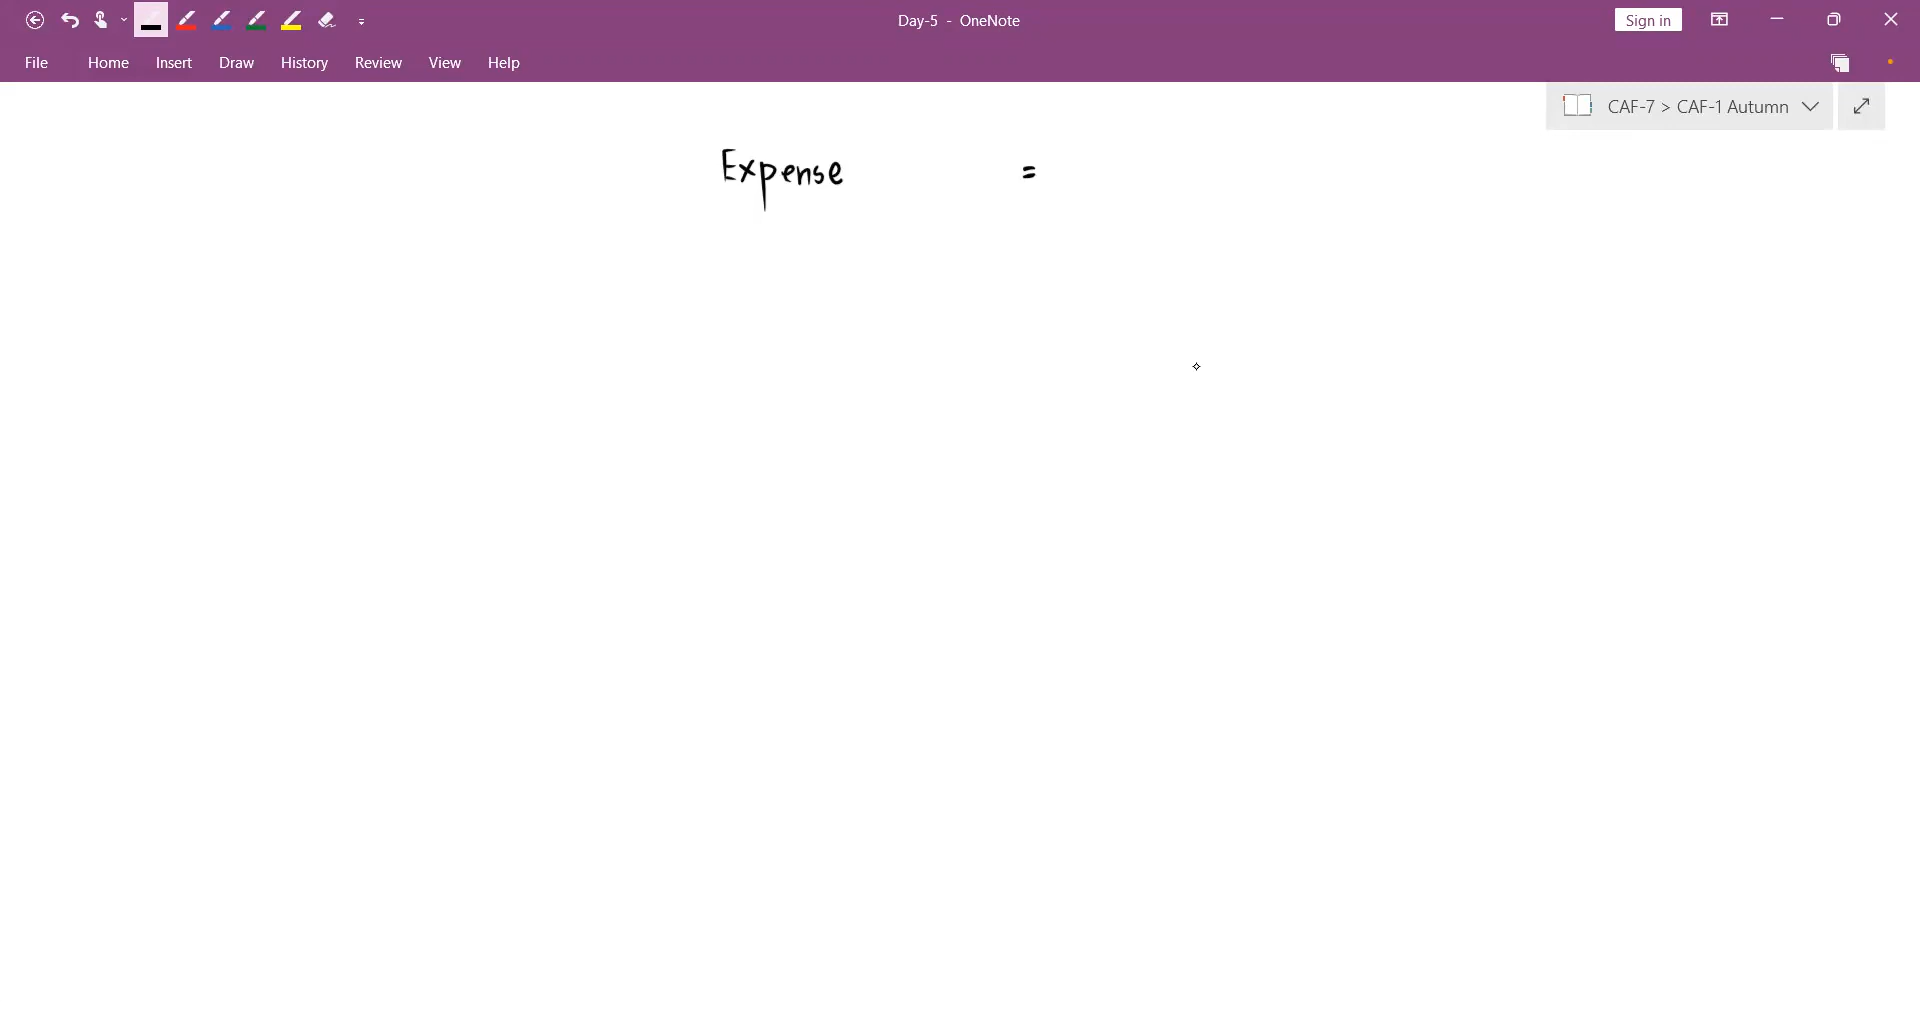 Day-5 - OneNote
Sign in
File Home Insert Draw History Review View Help
CAF-7 > CAF-1 Autumn
Expense =